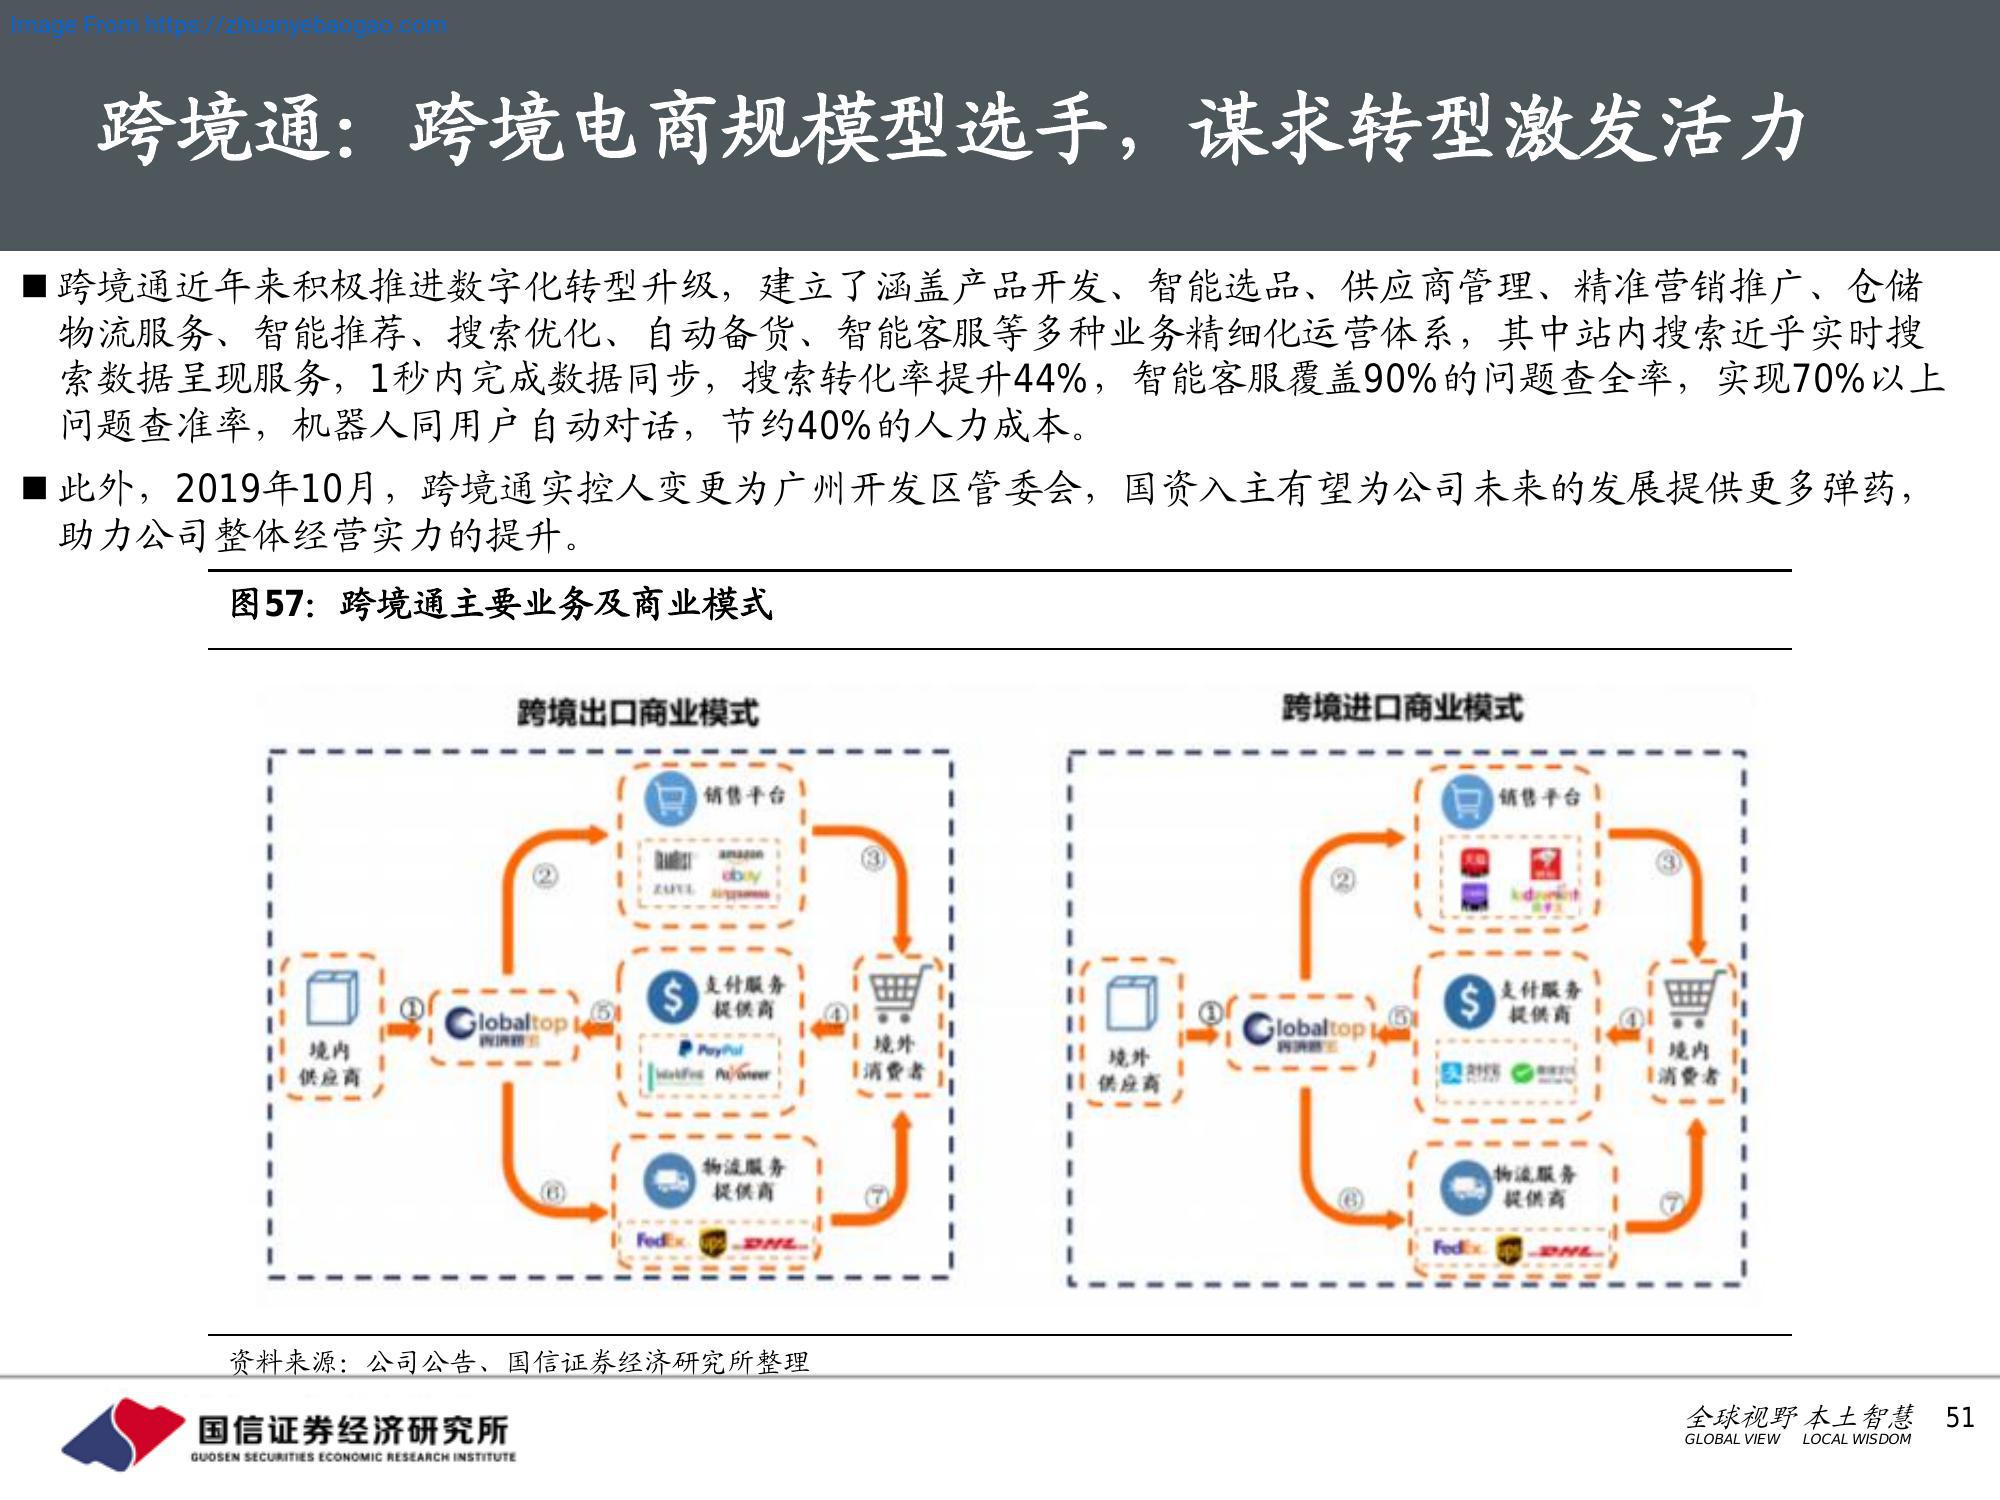 Image From https://zhuanyebaogao.com
跨境通：跨境电商规模型选手，谋求转型激发活力
■ 跨境通近年来积极推进数字化转型升级，建立了涵盖产品开发、智能选品、供应商管理、精准营销推广、仓储
物流服务、智能推荐、搜索优化、自动备货、智能客服等多种业务精细化运营体系，其中站内搜索近乎实时搜
索数据呈现服务，1秒内完成数据同步，搜索转化率提升44%，智能客服覆盖90%的问题查全率，实现70%以上
问题查准率，机器人同用户自动对话，节约40%的人力成本。
■ 此外，2019年10月，跨境通实控人变更为广州开发区管委会，国资入主有望为公司未来的发展提供更多弹药，
助力公司整体经营实力的提升。
图57：跨境通主要业务及商业模式
跨境出口商业模式
销售平台
amazon
ebay
ZAFUL
②
③
境内
供应商
①
Globaltop
⑤
支付服务
提供商
PayPal
WorldFirst Payoneer
④
境外
消费者
⑥
物流服务
提供商
FedEx ups DHL
⑦
跨境进口商业模式
销售平台
天猫
②
③
境外
供应商
①
Globaltop
⑤
支付服务
提供商
支付宝
④
境内
消费者
⑥
物流服务
提供商
FedEx ups DHL
⑦
资料来源：公司公告、国信证券经济研究所整理
国信证券经济研究所
GUOSEN SECURITIES ECONOMIC RESEARCH INSTITUTE
全球视野 本土智慧
GLOBAL VIEW LOCAL WISDOM
51